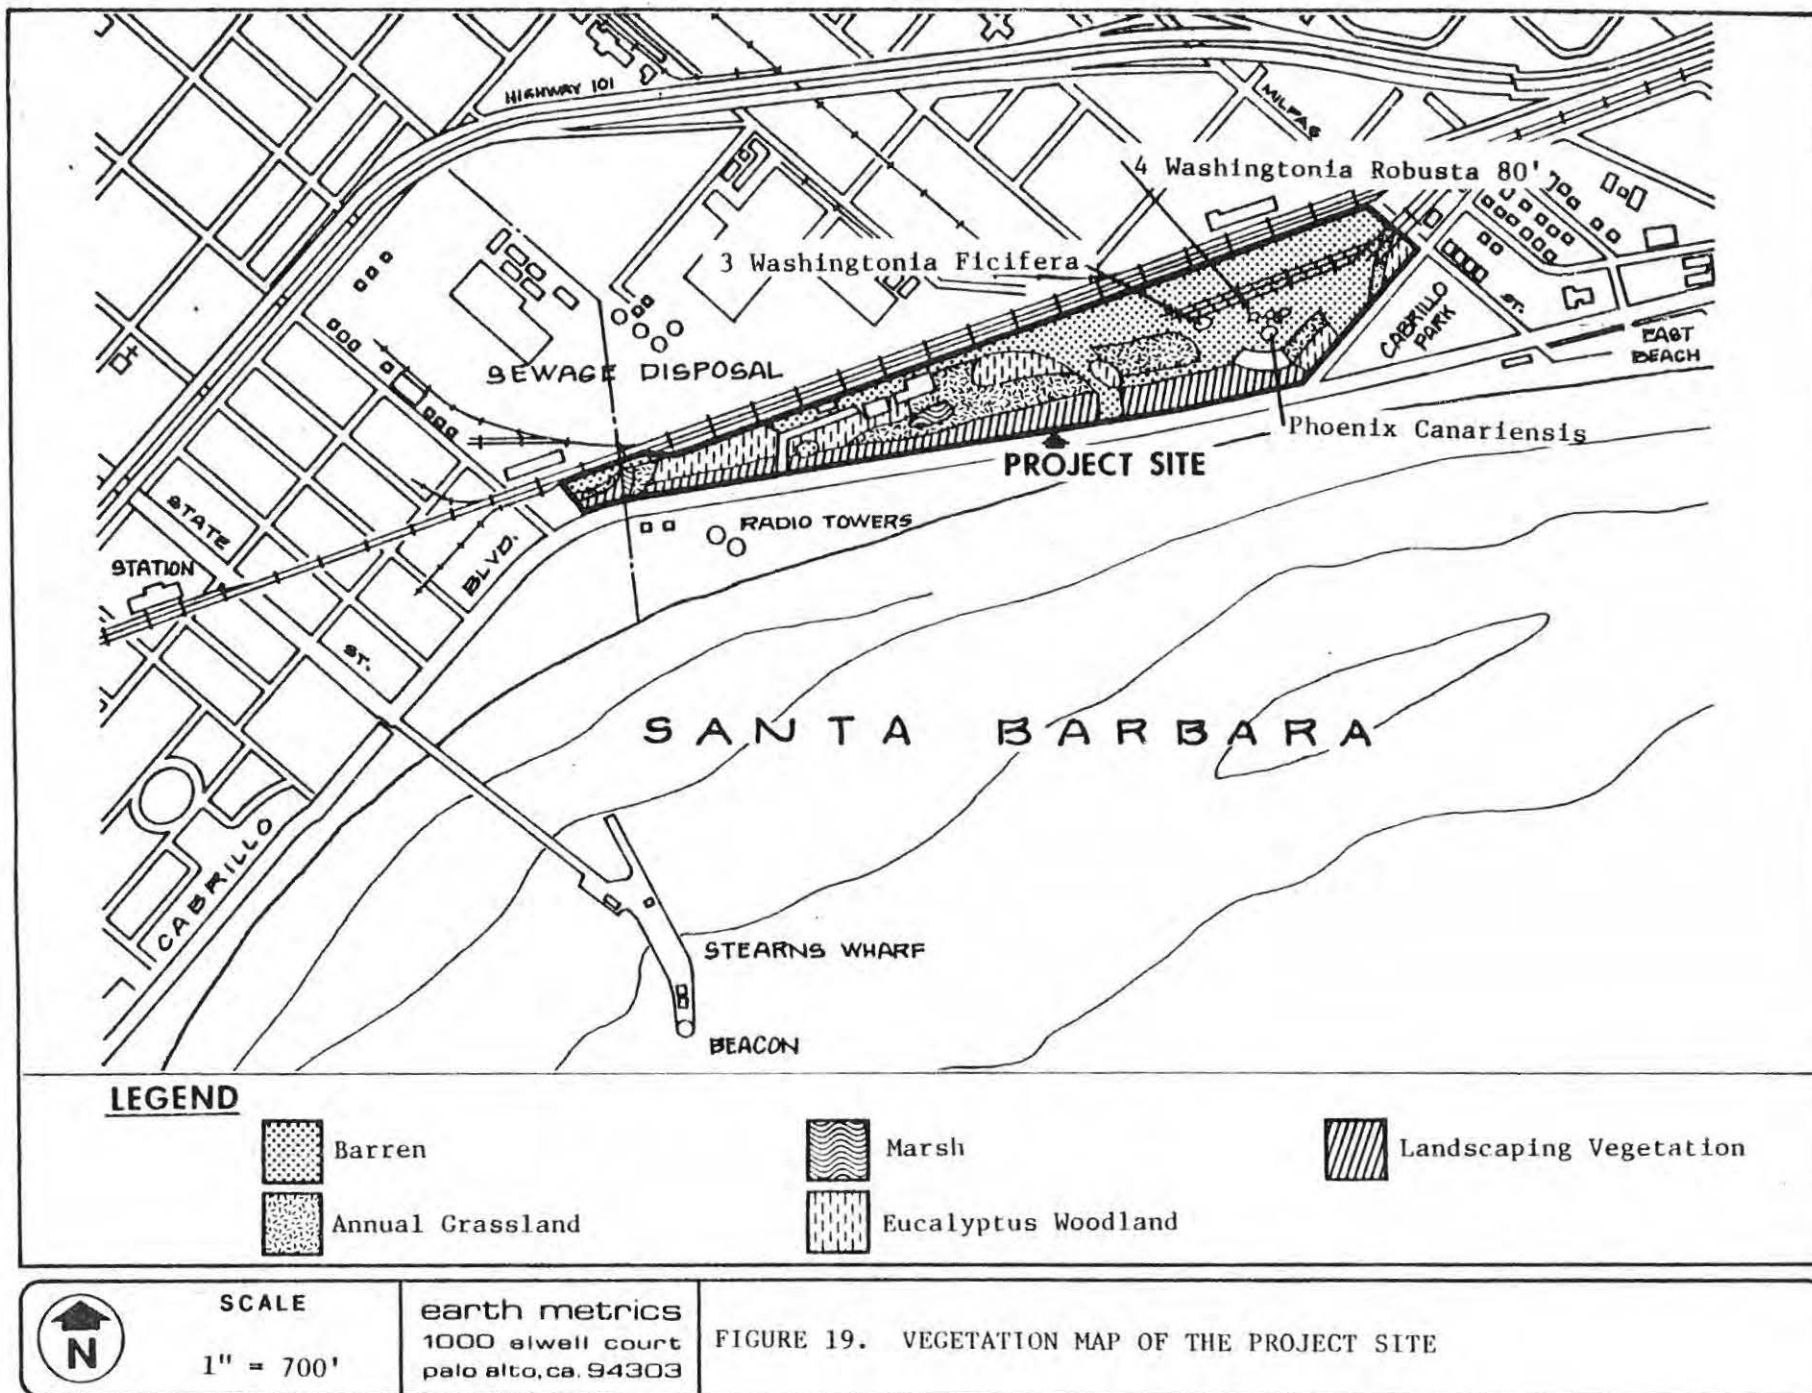 HIGHWAY 101
MILPAS
4 Washingtonia Robusta 80'
3 Washingtonia Ficifera
SEWAGE DISPOSAL
CABRILLO
PARK
ST.
EAST
BEACH
Phoenix Canariensis
PROJECT SITE
STATE
BLVD.
RADIO TOWERS
STATION
ST.
SANTA BARBARA
CABRILLO
STEARNS WHARF
BEACON
LEGEND
Barren
Marsh
Landscaping Vegetation
Annual Grassland
Eucalyptus Woodland
N
SCALE
1" = 700'
earth metrics
1000 elwell court
palo alto, ca. 94303
FIGURE 19. VEGETATION MAP OF THE PROJECT SITE